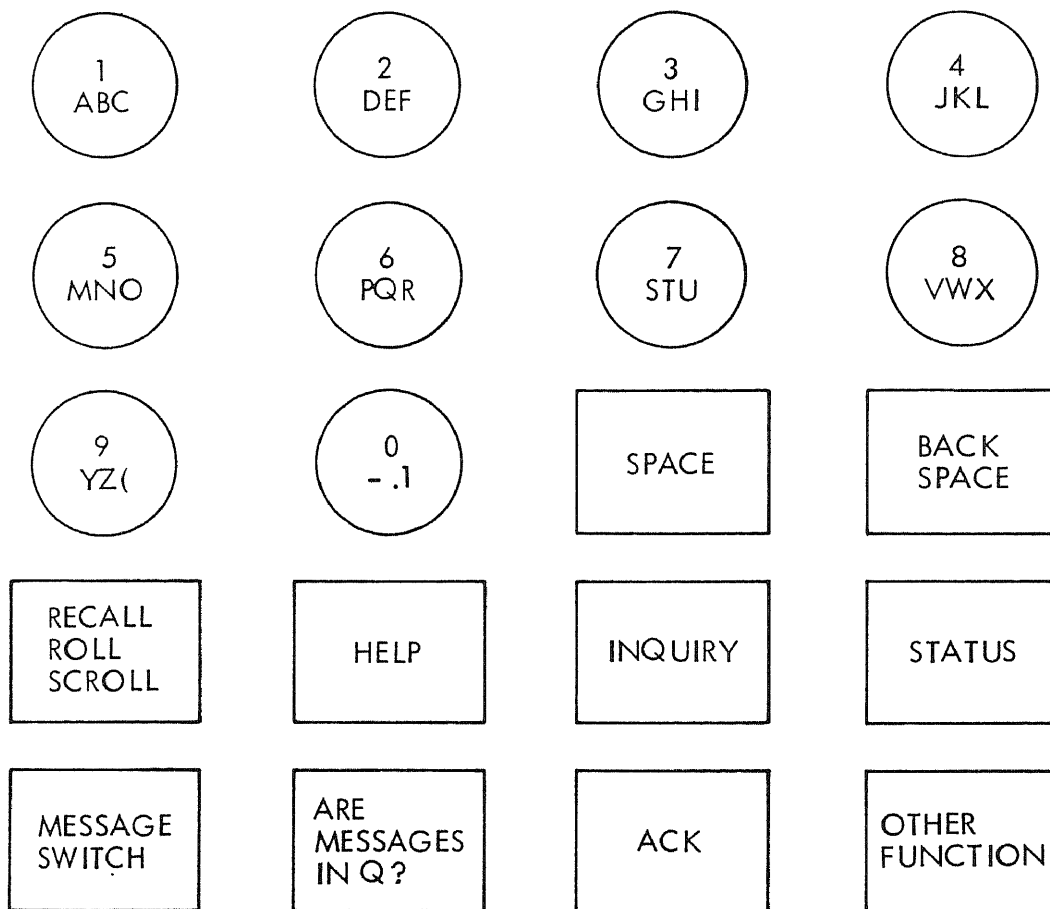 1
ABC
2
DEF
3
GHI
4
JKL
5
MNO
6
PQR
7
STU
8
VWX
9
YZ(
0
- .1
SPACE
BACK
SPACE
RECALL
ROLL
SCROLL
HELP
INQUIRY
STATUS
MESSAGE
SWITCH
ARE
MESSAGES
IN Q?
ACK
OTHER
FUNCTION